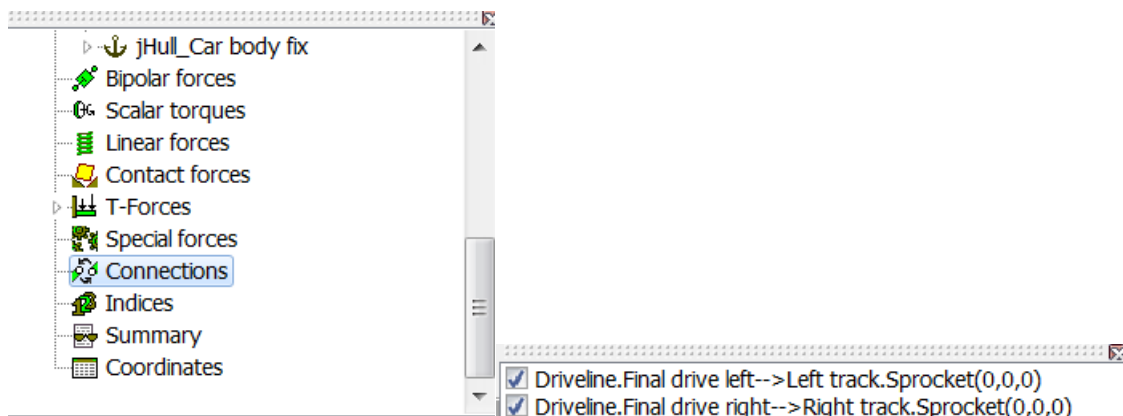 jHull_Car body fix
Bipolar forces
Scalar torques
Linear forces
Contact forces
T-Forces
Special forces
Connections
Indices
Summary
Coordinates
Driveline.Final drive left-->Left track.Sprocket(0,0,0)
Driveline.Final drive right-->Right track.Sprocket(0,0,0)